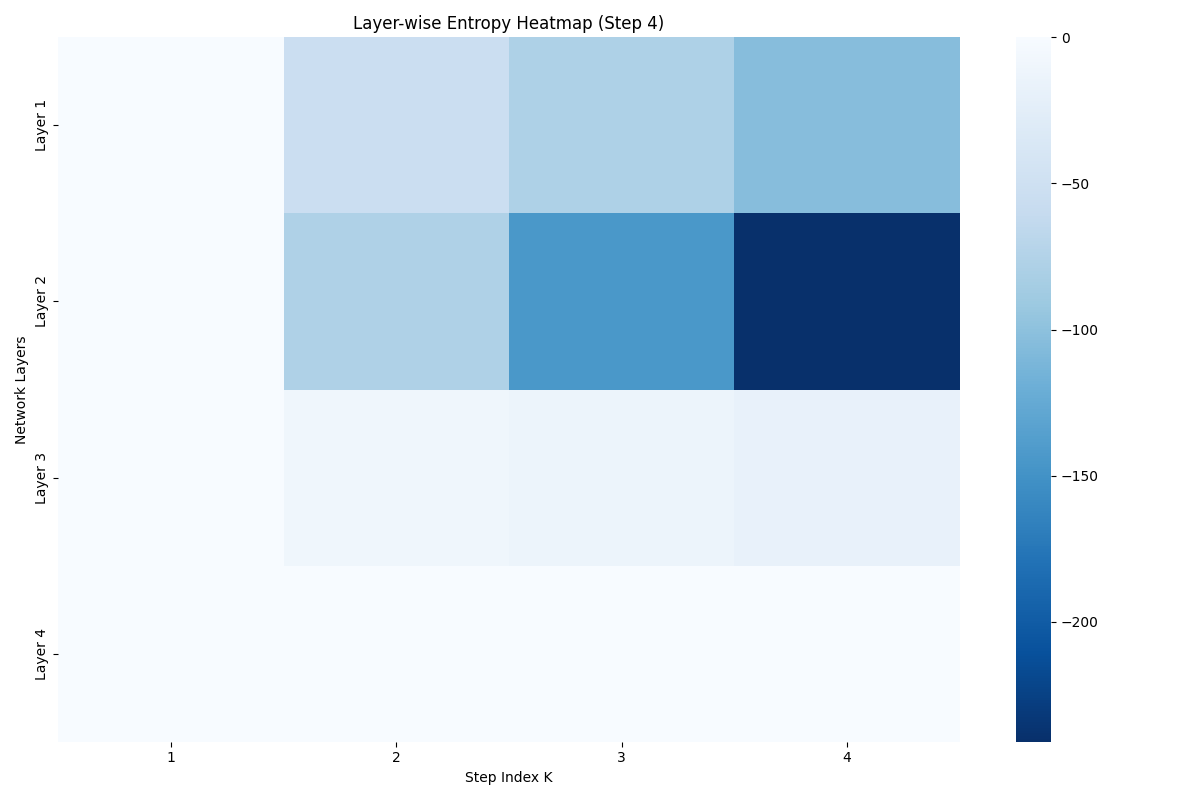 Layer-wise Entropy Heatmap (Step 4)
Network Layers
Layer 1
Layer 2
Layer 3
Layer 4
1 2 3 4
Step Index K
0
−50
−100
−150
−200